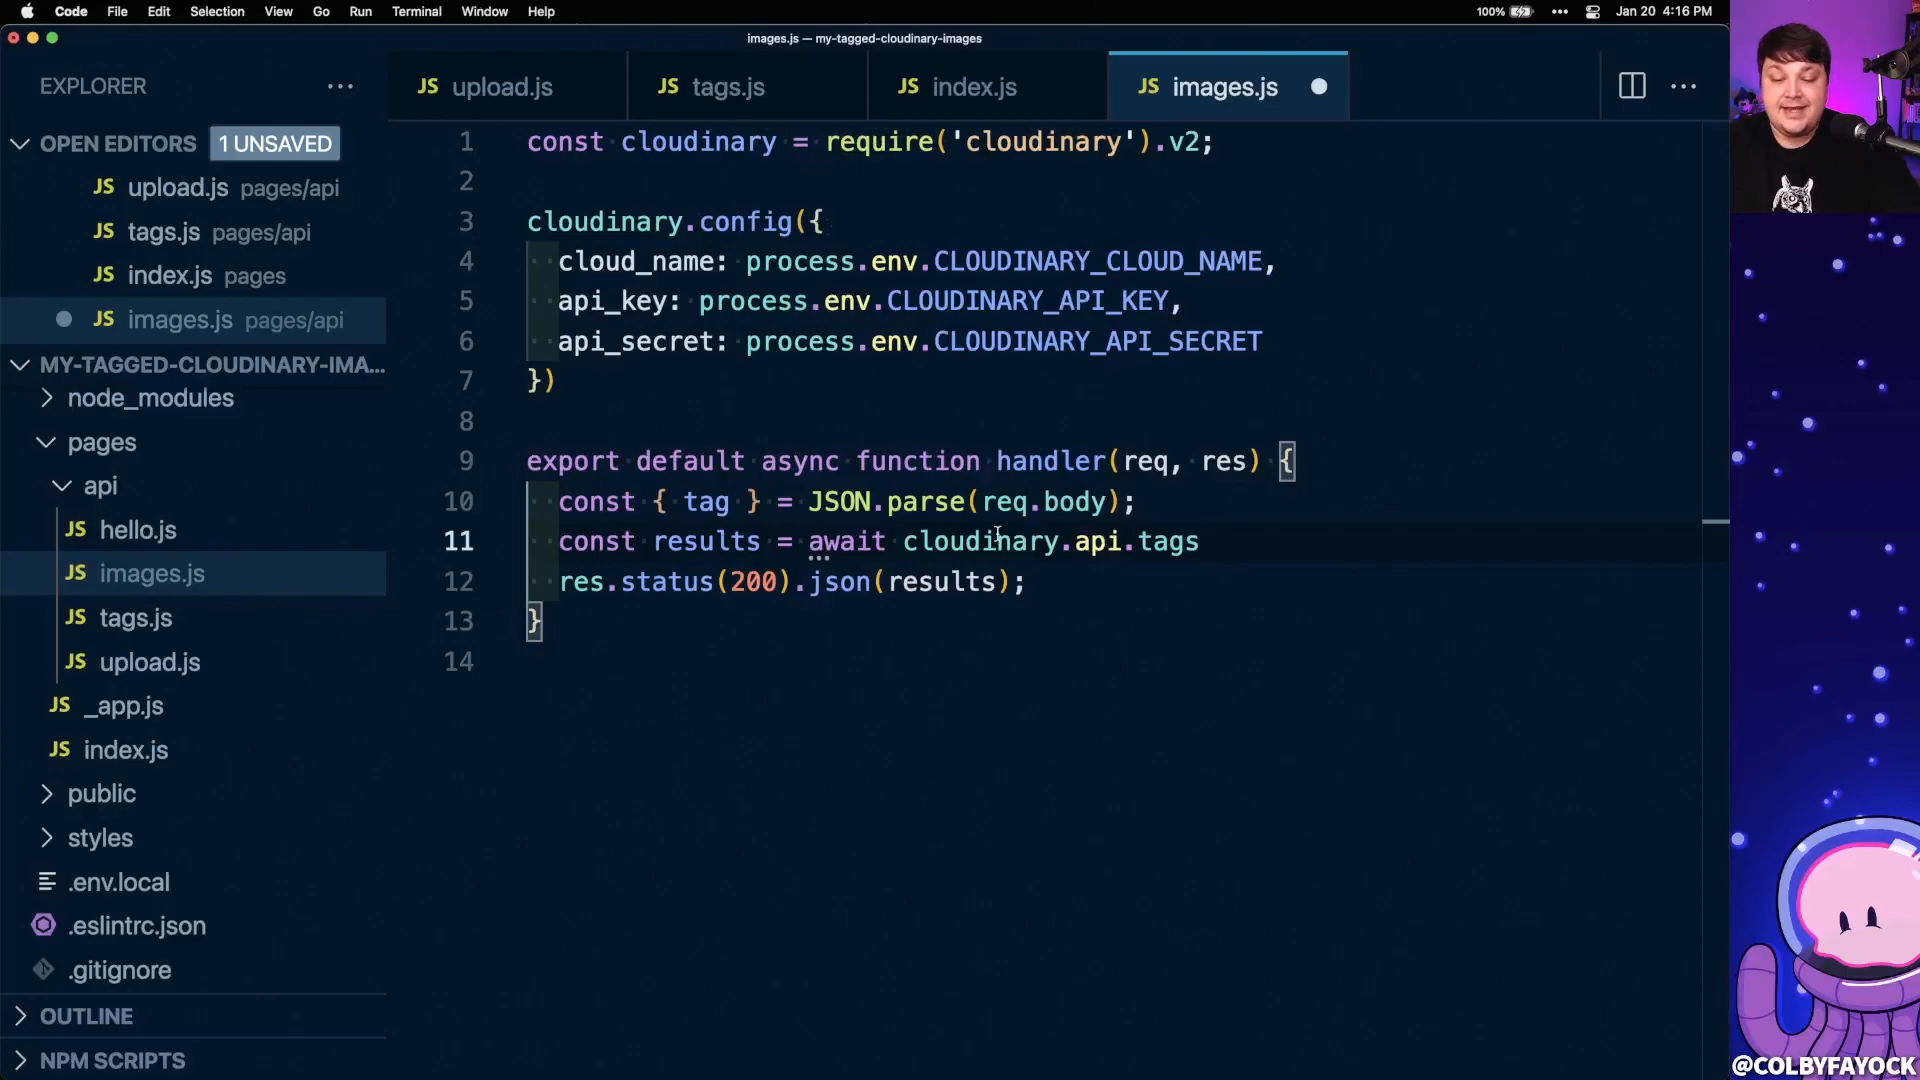 Code File Edit Selection View Go Run Terminal Window Help 100% Jan 20 4:16 PM
images.js — my-tagged-cloudinary-images
EXPLORER
JS upload.js JS tags.js JS index.js JS images.js
OPEN EDITORS 1 UNSAVED
JS upload.js pages/api
JS tags.js pages/api
JS index.js pages
JS images.js pages/api
MY-TAGGED-CLOUDINARY-IMA...
node_modules
pages
api
JS hello.js
JS images.js
JS tags.js
JS upload.js
JS _app.js
JS index.js
public
styles
.env.local
.eslintrc.json
.gitignore
OUTLINE
NPM SCRIPTS
1 const cloudinary = require('cloudinary').v2;
2
3 cloudinary.config({
4 cloud_name: process.env.CLOUDINARY_CLOUD_NAME,
5 api_key: process.env.CLOUDINARY_API_KEY,
6 api_secret: process.env.CLOUDINARY_API_SECRET
7 })
8
9 export default async function handler(req, res) {
10 const { tag } = JSON.parse(req.body);
11 const results = await cloudinary.api.tags
12 res.status(200).json(results);
13 }
14
@COLBYFAYOCK